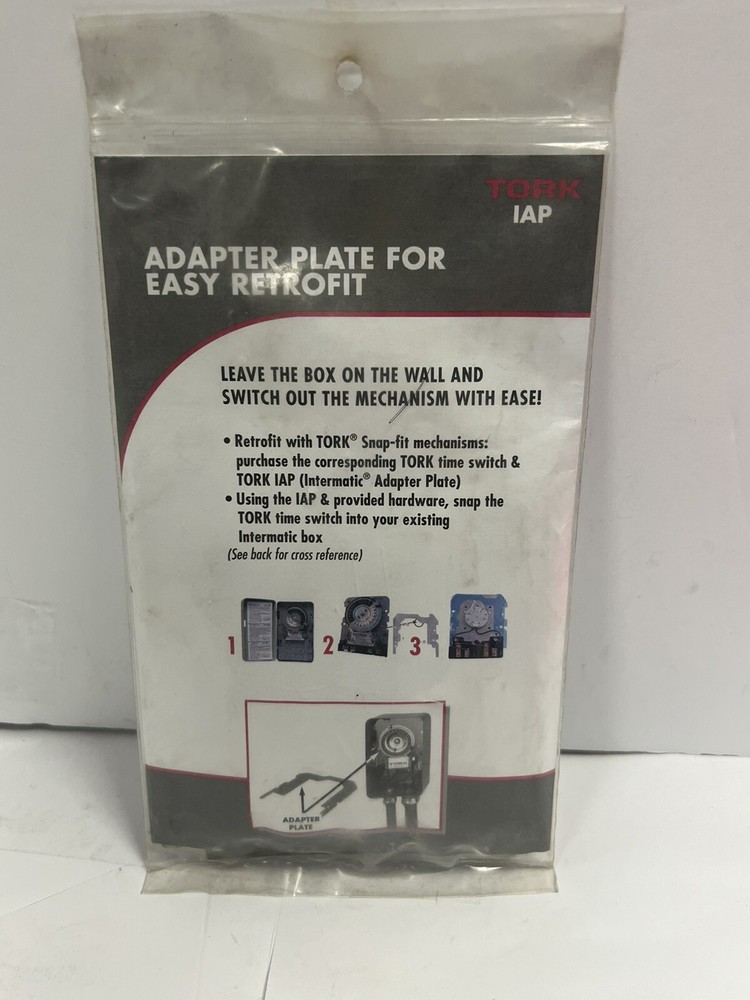 TORK
IAP
ADAPTER PLATE FOR
EASY RETROFIT
LEAVE THE BOX ON THE WALL AND
SWITCH OUT THE MECHANISM WITH EASE!
• Retrofit with TORK® Snap-fit mechanisms:
purchase the corresponding TORK time switch &
TORK IAP (Intermatic® Adapter Plate)
• Using the IAP & provided hardware, snap the
TORK time switch into your existing
Intermatic box
(See back for cross reference)
1 2 3
ADAPTER
PLATE